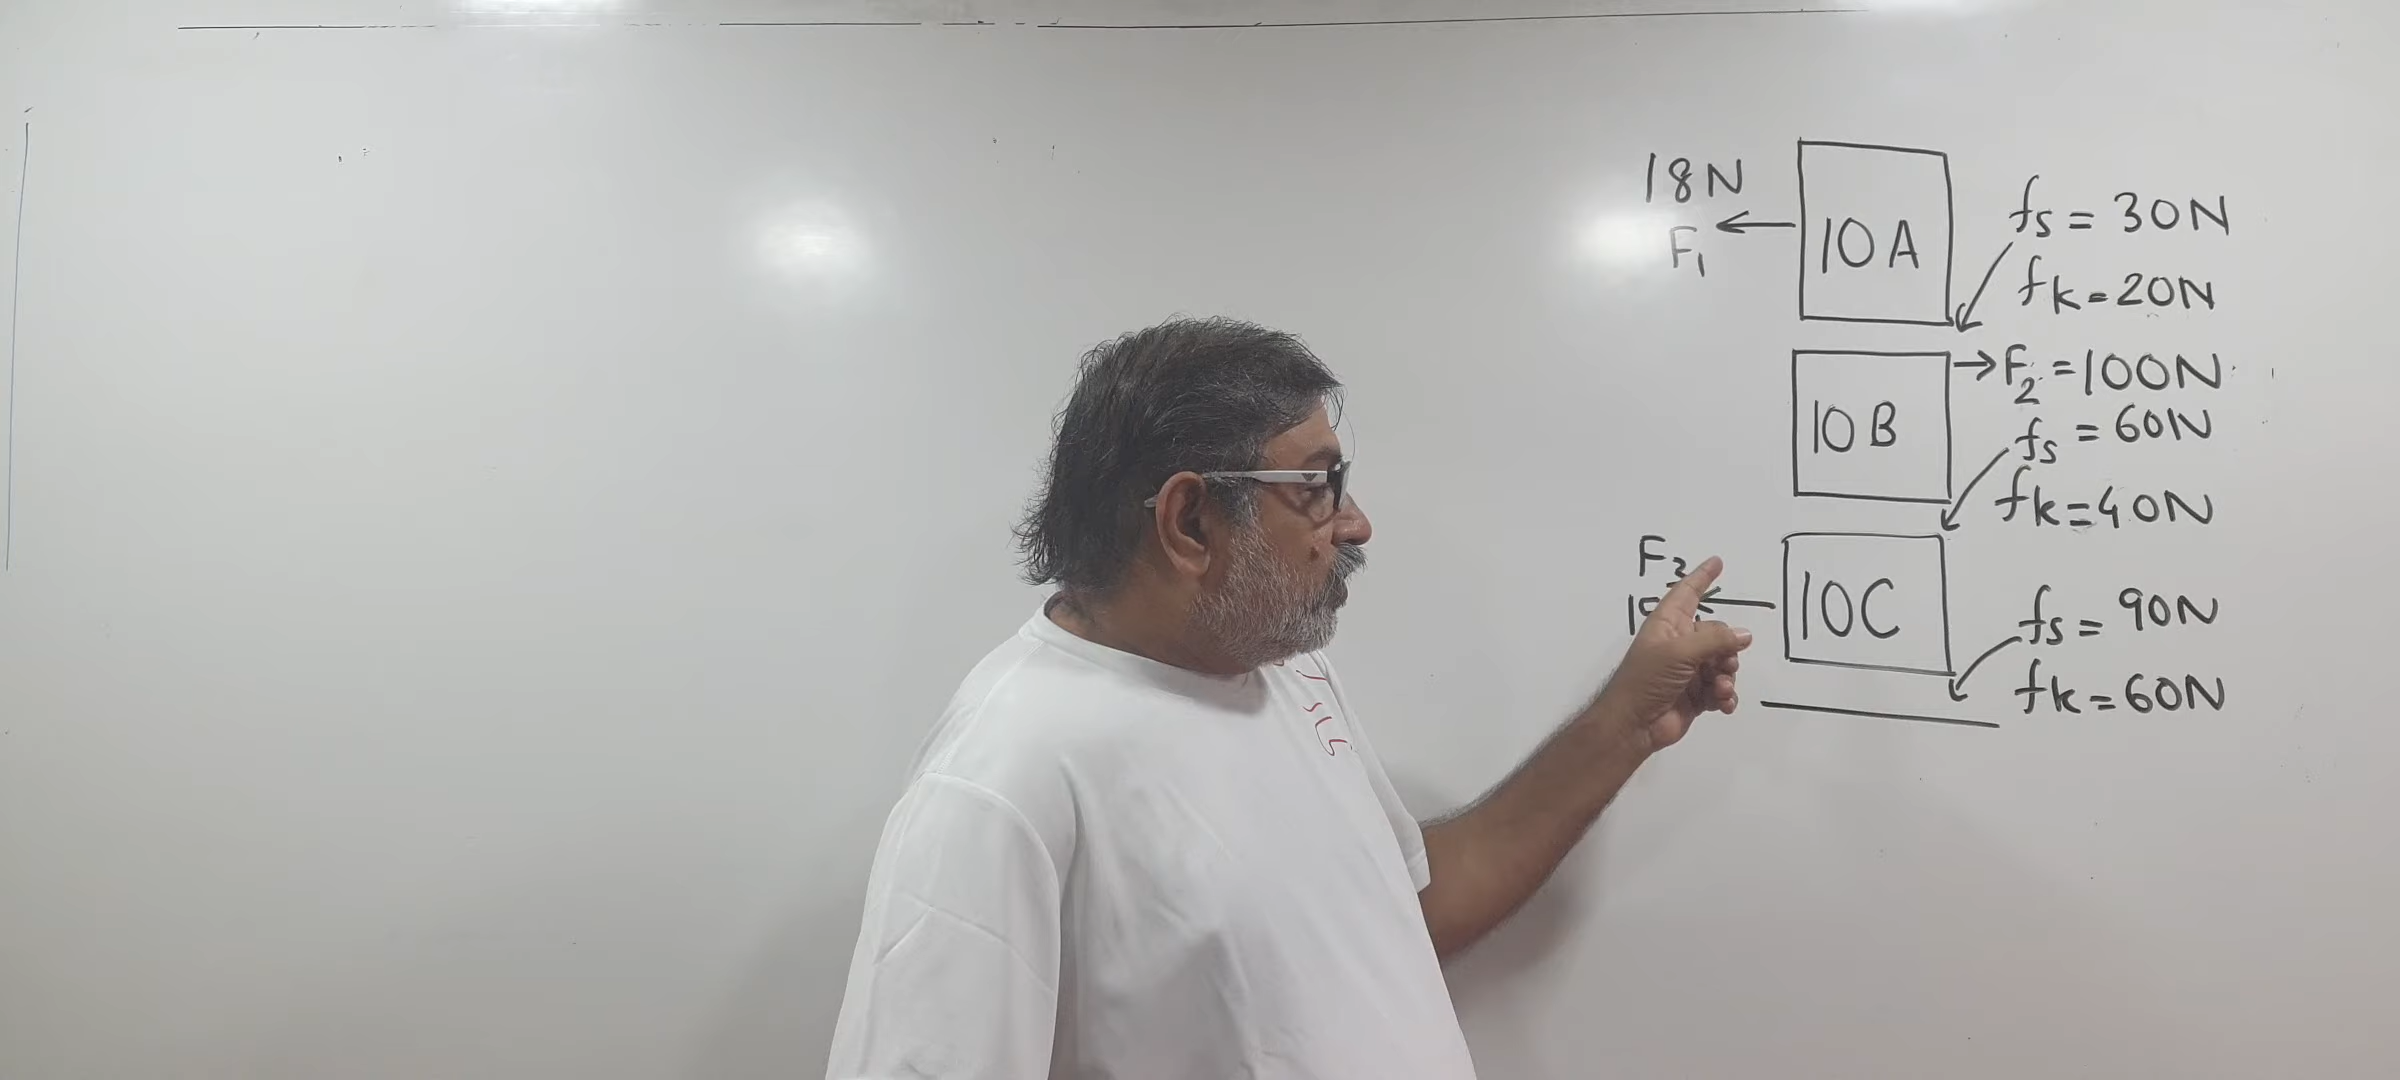 18N
F1
10A
fs = 30N
fk = 20N
F2 = 100N
10B
fs = 60N
fk = 40N
F3
10C
fs = 90N
fk = 60N